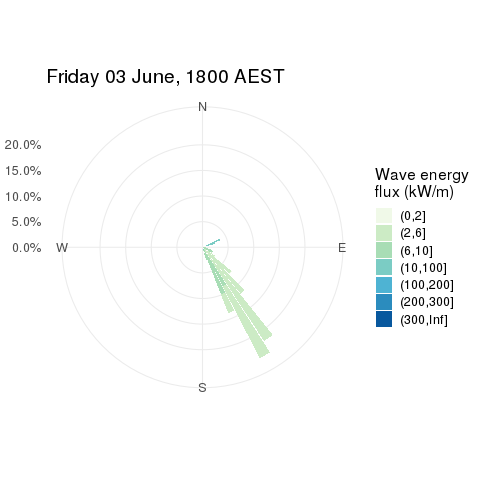 Friday 03 June, 1800 AEST
N
20.0%
15.0%
10.0%
5.0%
0.0%
W
E
S
Wave energy
flux (kW/m)
(0,2]
(2,6]
(6,10]
(10,100]
(100,200]
(200,300]
(300,Inf]